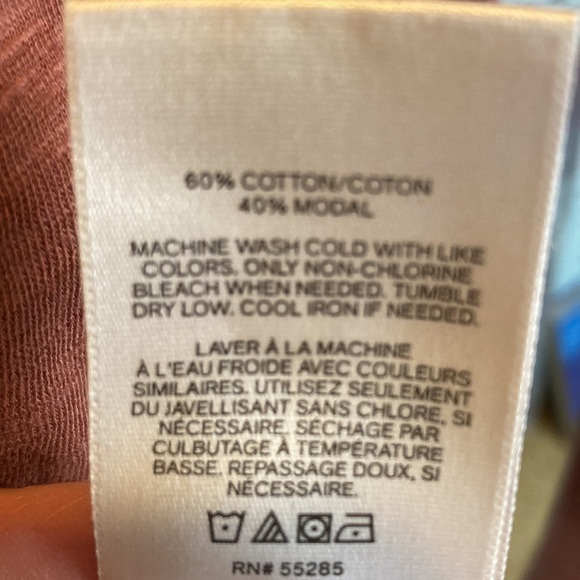 60% COTTON/COTON
40% MODAL
MACHINE WASH COLD WITH LIKE
COLORS. ONLY NON-CHLORINE
BLEACH WHEN NEEDED. TUMBLE
DRY LOW. COOL IRON IF NEEDED.
LAVER À LA MACHINE
À L'EAU FROIDE AVEC COULEURS
SIMILAIRES. UTILISEZ SEULEMENT
DU JAVELLISANT SANS CHLORE, SI
NÉCESSAIRE. SÉCHAGE PAR
CULBUTAGE À TEMPÉRATURE
BASSE. REPASSAGE DOUX, SI
NÉCESSAIRE.
RN# 55285